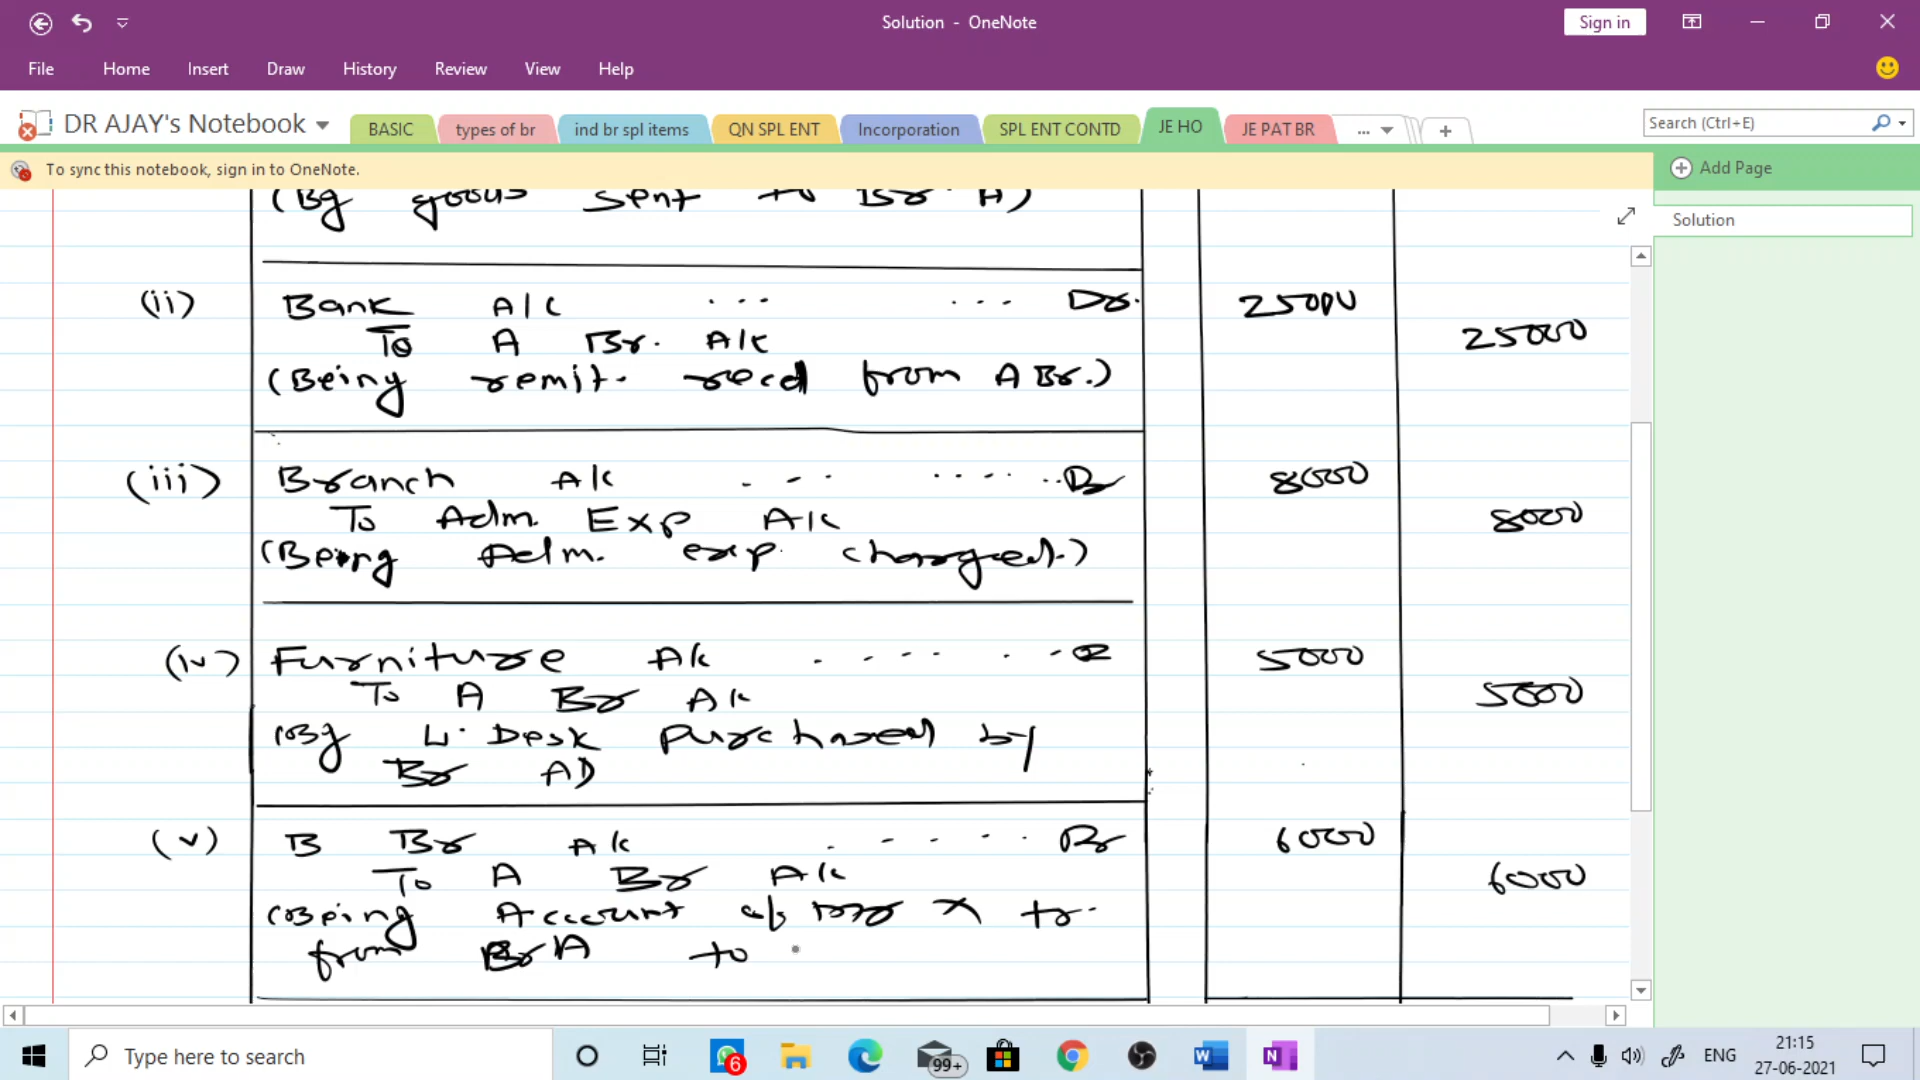 Solution - OneNote
Sign in
File Home Insert Draw History Review View Help
DR AJAY's Notebook
BASIC types of br ind br spl items QN SPL ENT Incorporation SPL ENT CONTD JE HO JE PAT BR ...
Search (Ctrl+E)
To sync this notebook, sign in to OneNote.
Add Page
Solution
(Bg goods sent to Br. A)
(ii) Bank A/c ... ... Dr. 25000
To A Br. A/c 25000
(Being remit. recd from A Br.)
(iii) Branch A/c ... ..... Dr 8000
To Adm. Exp A/c 8000
(Being Adm. exp. charged.)
(iv) Furniture A/c 5000
To A Br A/c 5000
(Bg W. Desk purchased by
Br A)
(v) B Br A/c ..... Dr 6000
To A Br A/c 6000
(Being Account of Mr X tr.
from Br A to
Type here to search
6
99+
ENG
21:15
27-06-2021